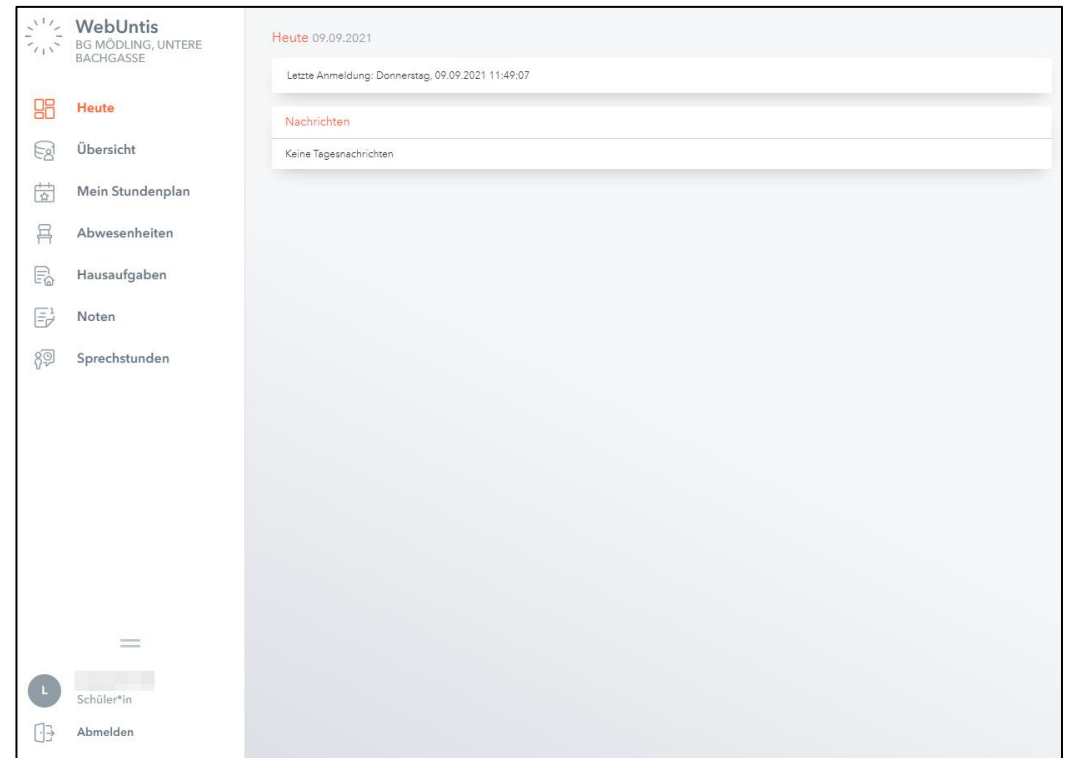 WebUntis
BG MÖDLING, UNTERE
BACHGASSE
Heute
Übersicht
Mein Stundenplan
Abwesenheiten
Hausaufgaben
Noten
Sprechstunden
L
Schüler*in
Abmelden
Heute 09.09.2021
Letzte Anmeldung: Donnerstag, 09.09.2021 11:49:07
Nachrichten
Keine Tagesnachrichten